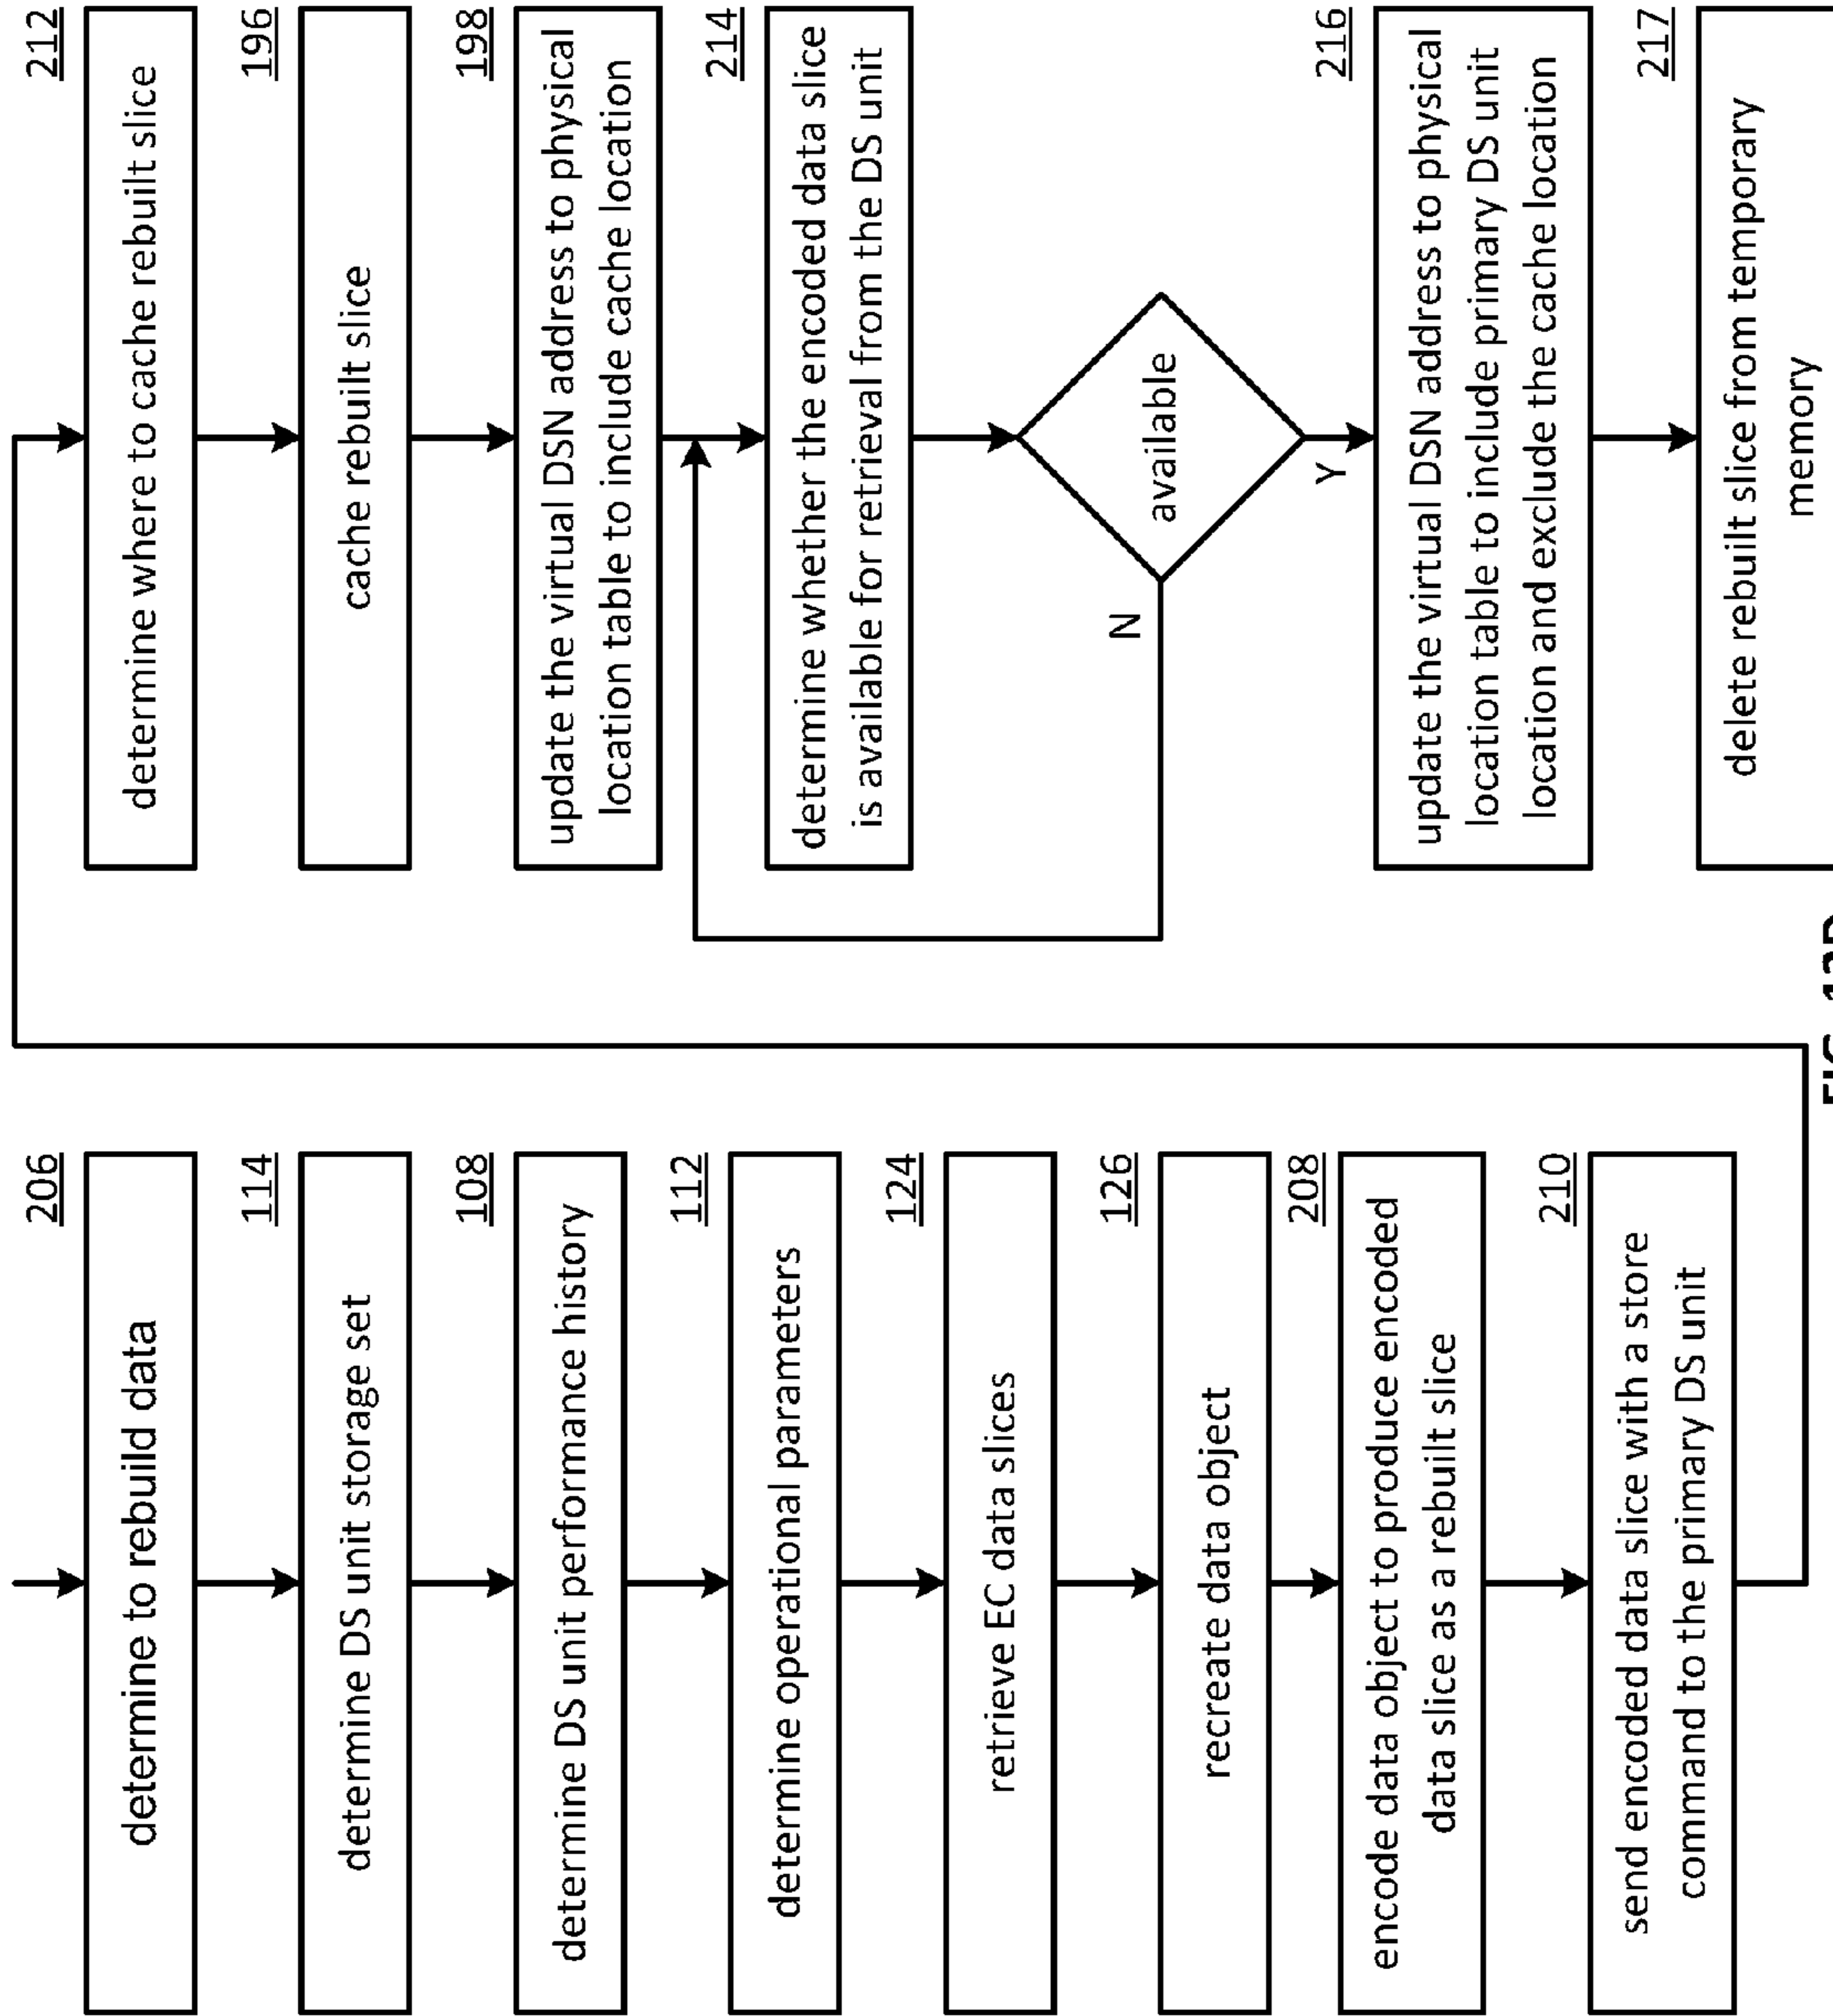 206
determine to rebuild data
114
determine DS unit storage set
108
determine DS unit performance history
112
determine operational parameters
124
retrieve EC data slices
126
recreate data object
208
encode data object to produce encoded
data slice as a rebuilt slice
210
send encoded data slice with a store
command to the primary DS unit
212
determine where to cache rebuilt slice
196
cache rebuilt slice
198
update the virtual DSN address to physical
location table to include cache location
214
determine whether the encoded data slice
is available for retrieval from the DS unit
available
N
Y
216
update the virtual DSN address to physical
location table to include primary DS unit
location and exclude the cache location
217
delete rebuilt slice from temporary
memory